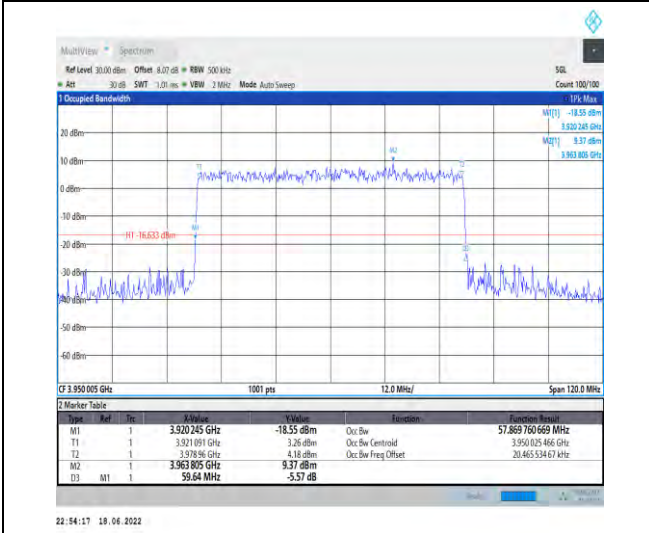 MultiView Spectrum
Ref Level 30.00 dBm Offset 8.07 dB RBW 500 kHz SGL
Att 30 dB SWT 1.01 ms VBW 2 MHz Mode Auto Sweep Count 100/100
1 Occupied Bandwidth 1Pk Max
M1[1] -18.55 dBm
3.920 245 GHz
M2[1] 9.37 dBm
3.963 805 GHz
20 dBm
M2
10 dBm
T1 T2
0 dBm
-10 dBm
M1
H1 -16.633 dBm
-20 dBm
D3
-30 dBm
-40 dBm
-50 dBm
-60 dBm
CF 3.950 005 GHz 1001 pts 12.0 MHz/ Span 120.0 MHz
2 Marker Table
Type Ref Trc X-Value Y-Value Function Function Result
M1 1 3.920 245 GHz -18.55 dBm Occ Bw 57.869 760 669 MHz
T1 1 3.921 091 GHz 3.26 dBm Occ Bw Centroid 3.950 025 466 GHz
T2 1 3.978 96 GHz 4.18 dBm Occ Bw Freq Offset 20.465 534 67 kHz
M2 1 3.963 805 GHz 9.37 dBm
D3 M1 1 59.64 MHz -5.57 dB
22:54:17 18.06.2022